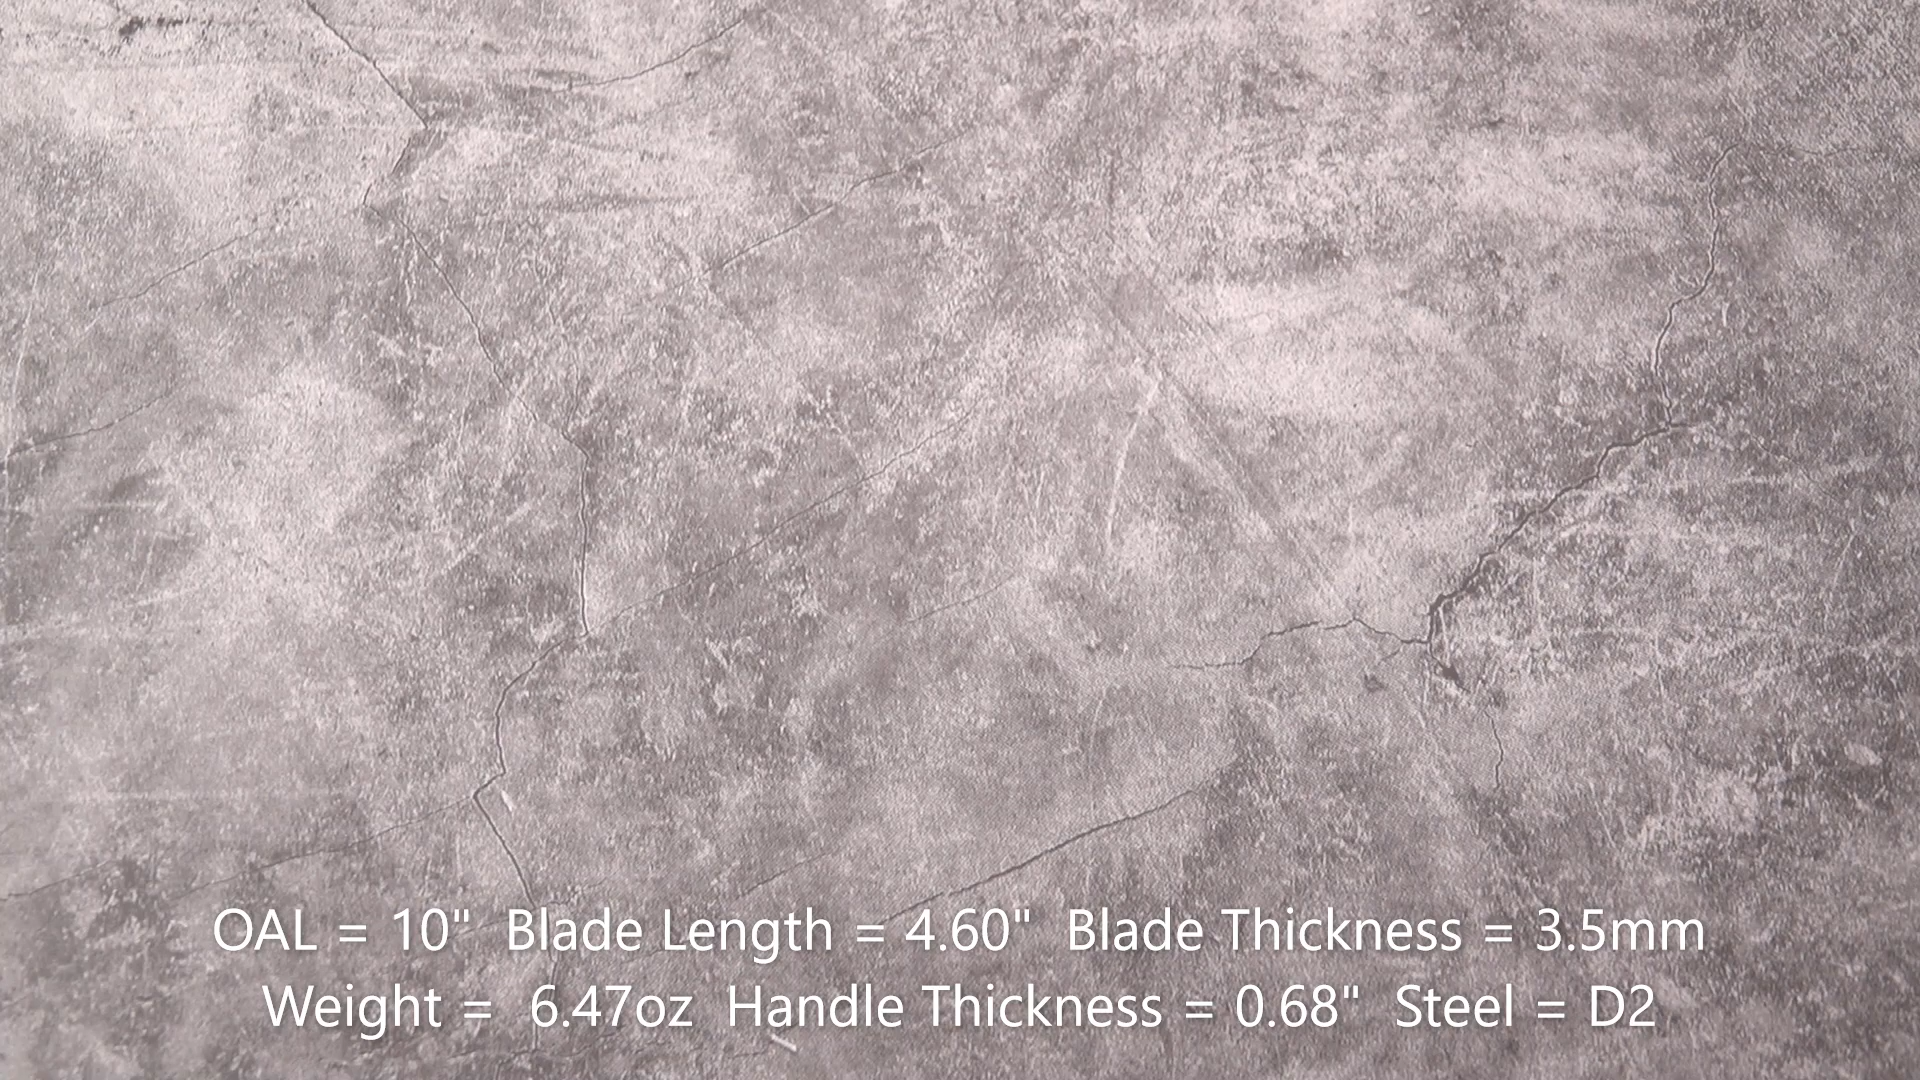 OAL = 10"  Blade Length = 4.60"  Blade Thickness = 3.5mm
Weight =  6.47oz  Handle Thickness = 0.68"  Steel = D2